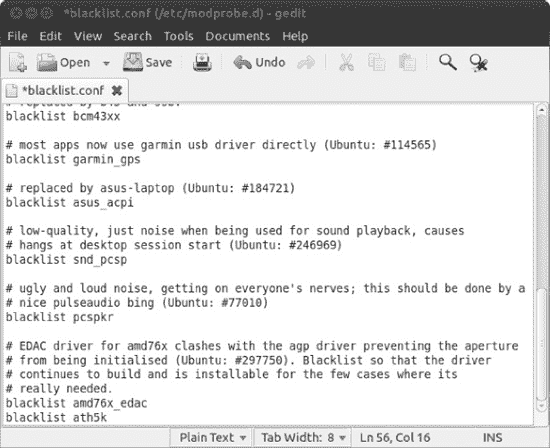 *blacklist.conf (/etc/modprobe.d) - gedit
File Edit View Search Tools Documents Help
Open Save Undo
*blacklist.conf
blacklist bcm43xx
# most apps now use garmin usb driver directly (Ubuntu: #114565)
blacklist garmin_gps
# replaced by asus-laptop (Ubuntu: #184721)
blacklist asus_acpi
# low-quality, just noise when being used for sound playback, causes
# hangs at desktop session start (Ubuntu: #246969)
blacklist snd_pcsp
# ugly and loud noise, getting on everyone's nerves; this should be done by a
# nice pulseaudio bing (Ubuntu: #77010)
blacklist pcspkr
# EDAC driver for amd76x clashes with the agp driver preventing the aperture
# from being initialised (Ubuntu: #297750). Blacklist so that the driver
# continues to build and is installable for the few cases where its
# really needed.
blacklist amd76x_edac
blacklist ath5k
Plain Text Tab Width: 8 Ln 56, Col 16 INS